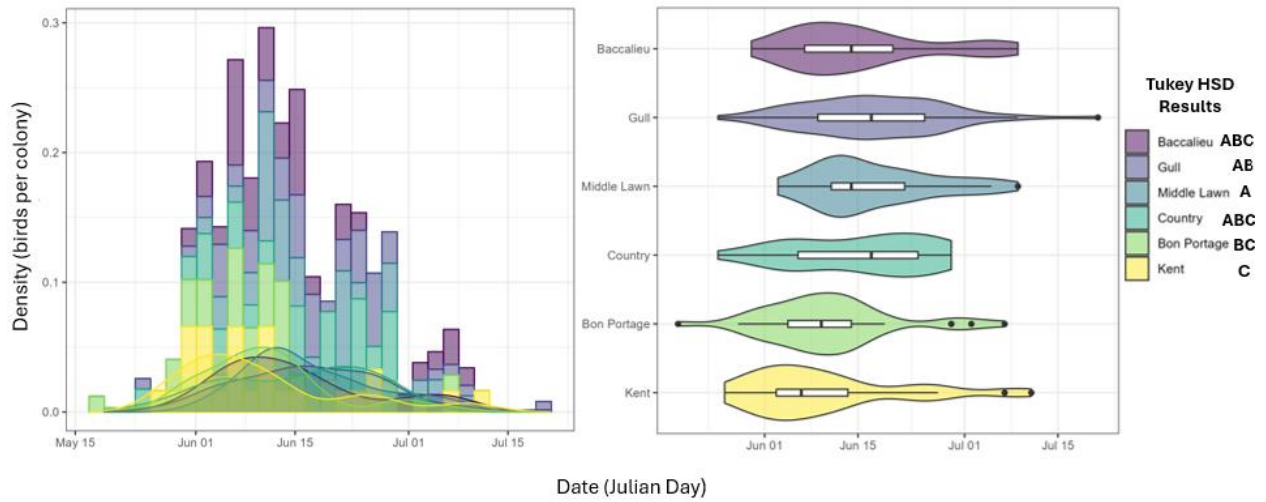 Density (birds per colony)
0.3
0.2
0.1
0.0
May 15
Jun 01
Jun 15
Jul 01
Jul 15
Baccalieu
Gull
Middle Lawn
Country
Bon Portage
Kent
Jun 01
Jun 15
Jul 01
Jul 15
Date (Julian Day)
Tukey HSD
Results
Baccalieu ABC
Gull AB
Middle Lawn A
Country ABC
Bon Portage BC
Kent C